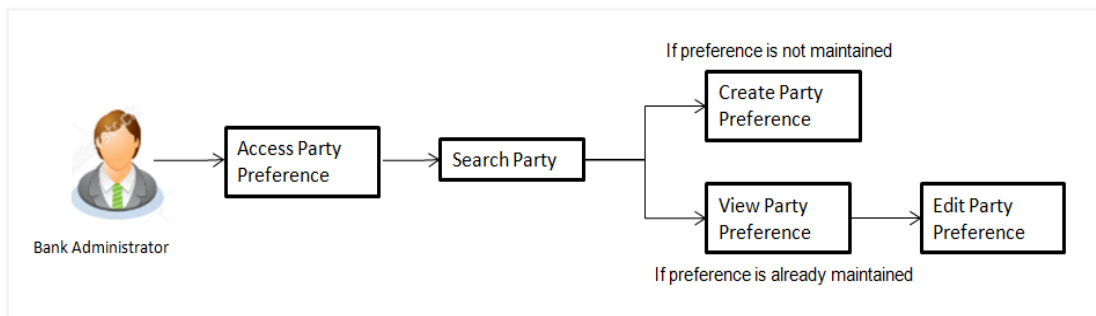 If preference is not maintained
Create Party
Preference
Access Party
Preference
Search Party
View Party
Preference
Edit Party
Preference
Bank Administrator
If preference is already maintained